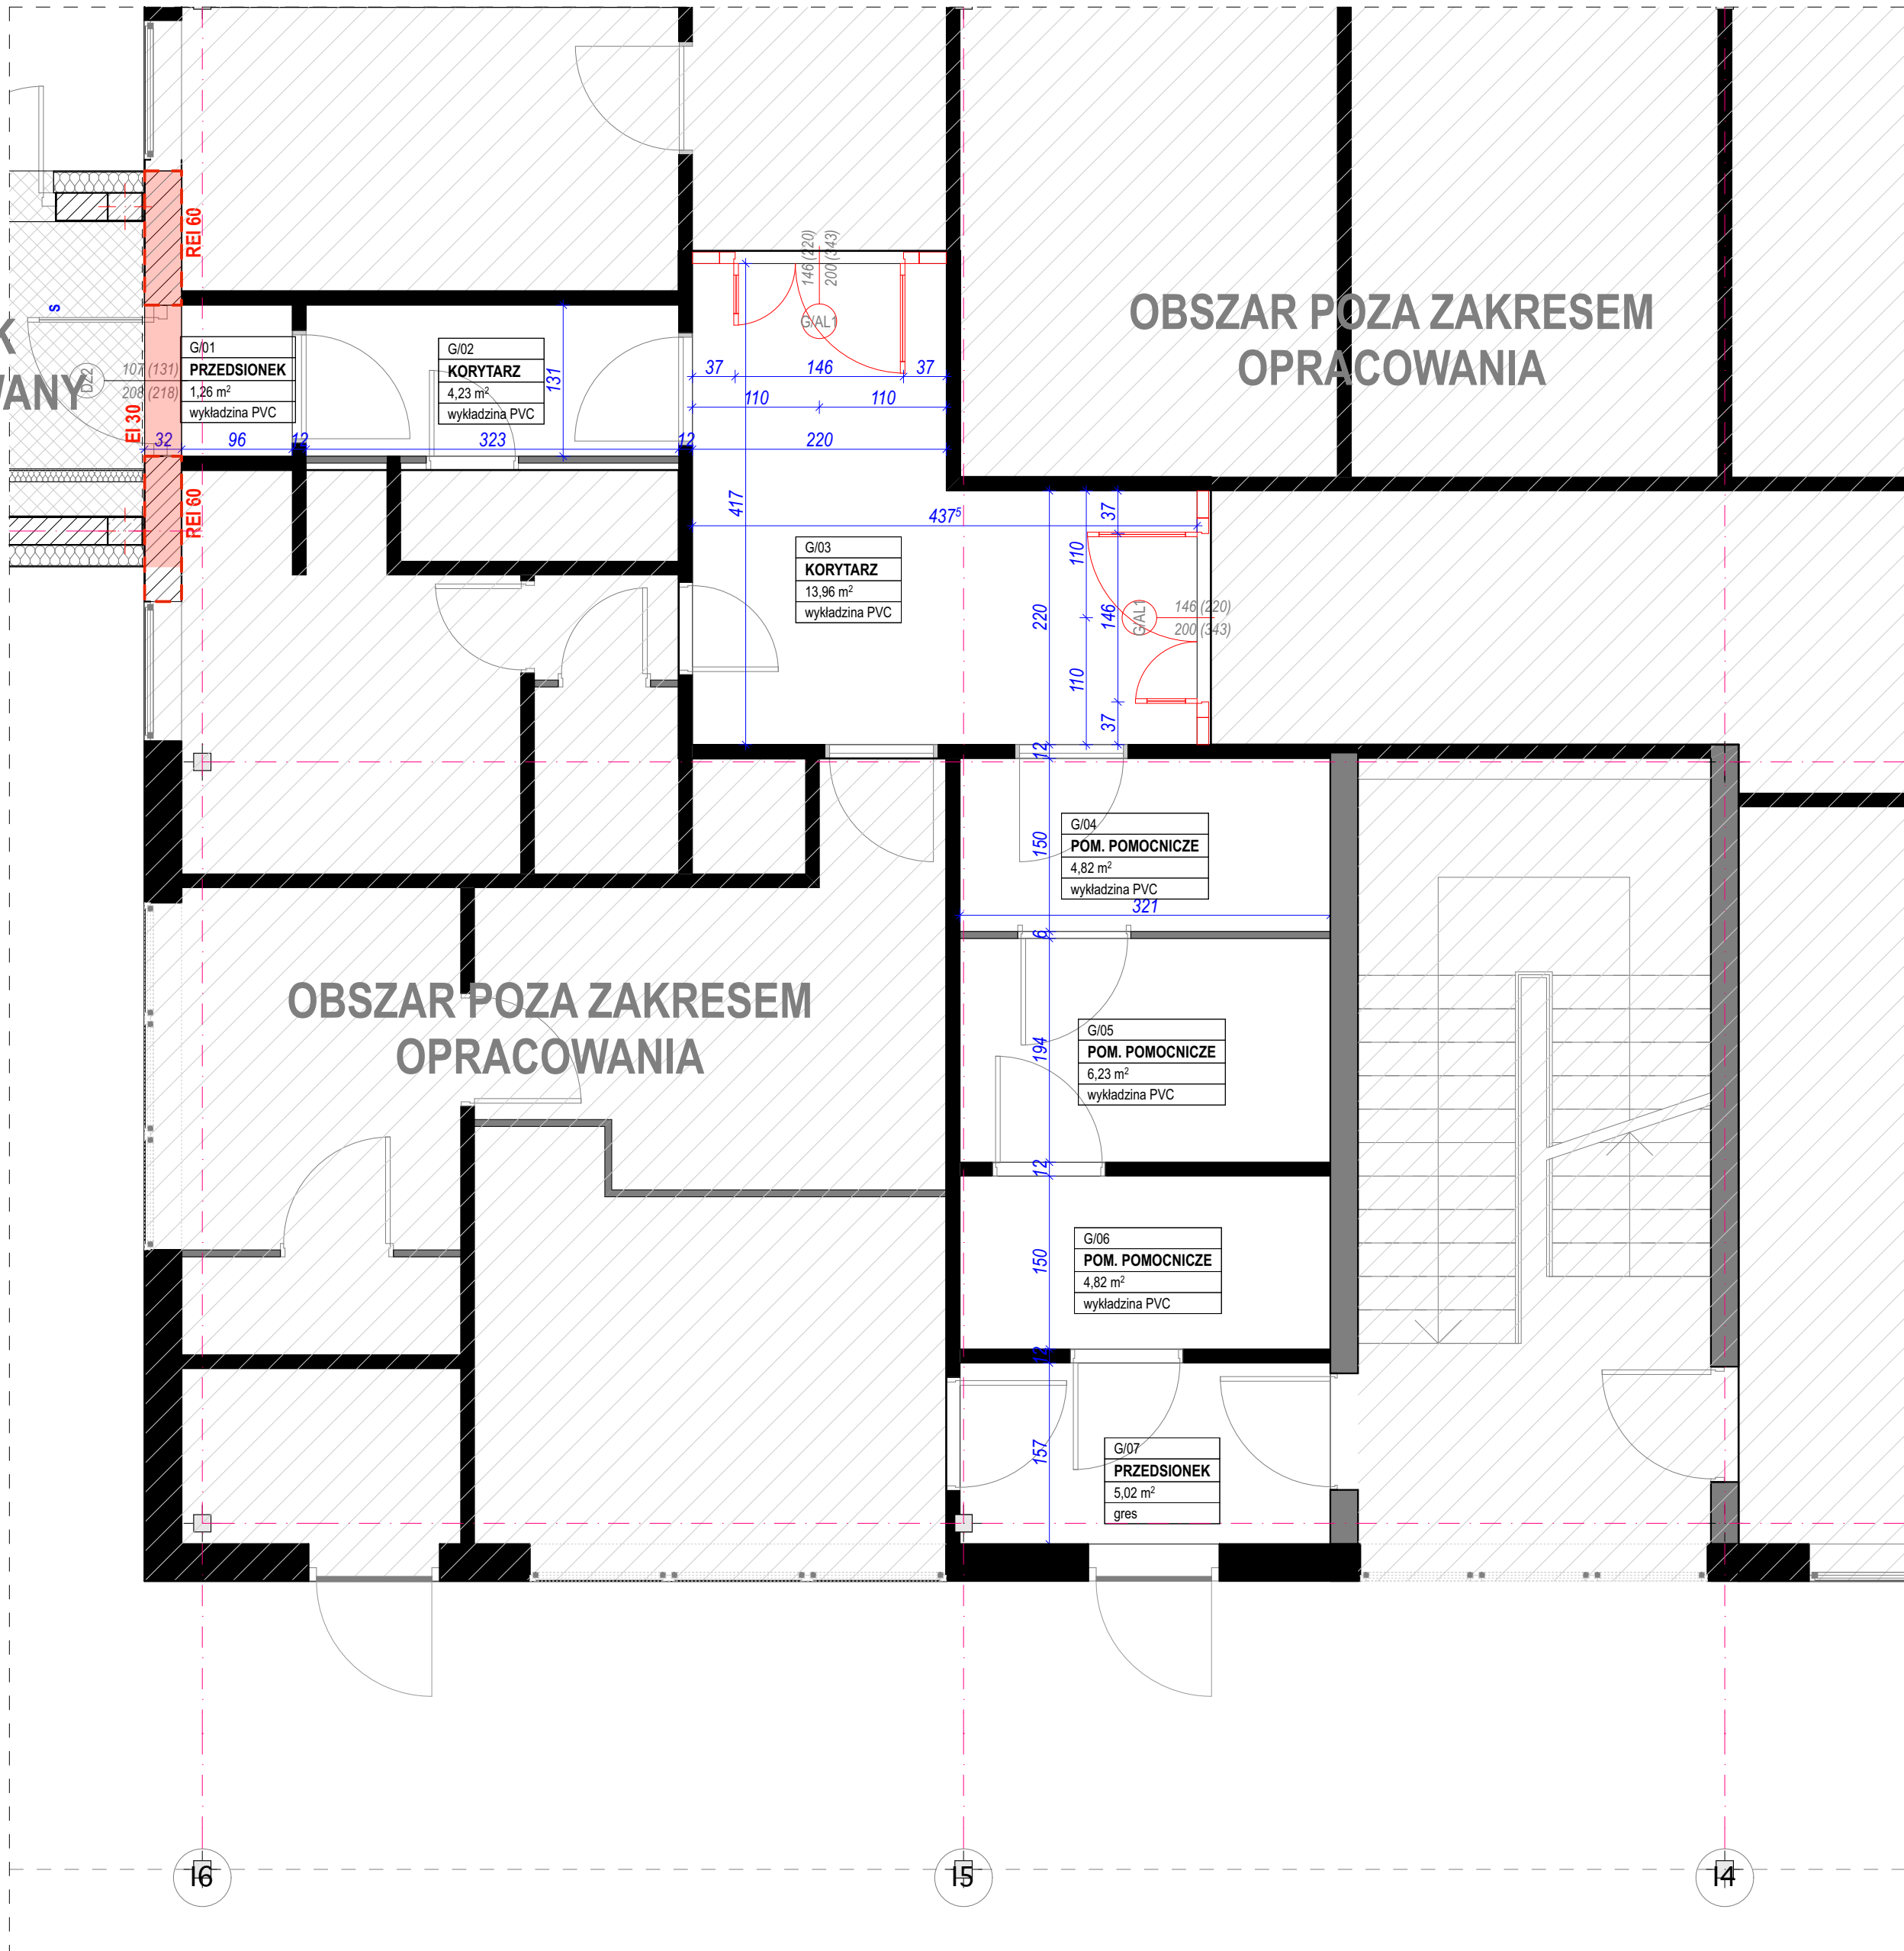 REI 60
146 (220)
200 (343)
G/AL1
OBSZAR POZA ZAKRESEM
OPRACOWANIA
s
K
WANY
DZ2
107 (131)
208 (218)
EI 30
G/01
PRZEDSIONEK
1,26 m²
wykładzina PVC
G/02
KORYTARZ
4,23 m²
wykładzina PVC
131
37
146
37
110
110
32
96
12
323
12
220
REI 60
417
437⁵
G/03
KORYTARZ
13,96 m²
wykładzina PVC
220
110
110
37
146
37
G/AL1
146 (220)
200 (343)
12
G/04
POM. POMOCNICZE
4,82 m²
wykładzina PVC
150
321
6
OBSZAR POZA ZAKRESEM
OPRACOWANIA
G/05
POM. POMOCNICZE
6,23 m²
wykładzina PVC
194
12
G/06
POM. POMOCNICZE
4,82 m²
wykładzina PVC
150
12
G/07
PRZEDSIONEK
5,02 m²
gres
157
I6
I5
I4